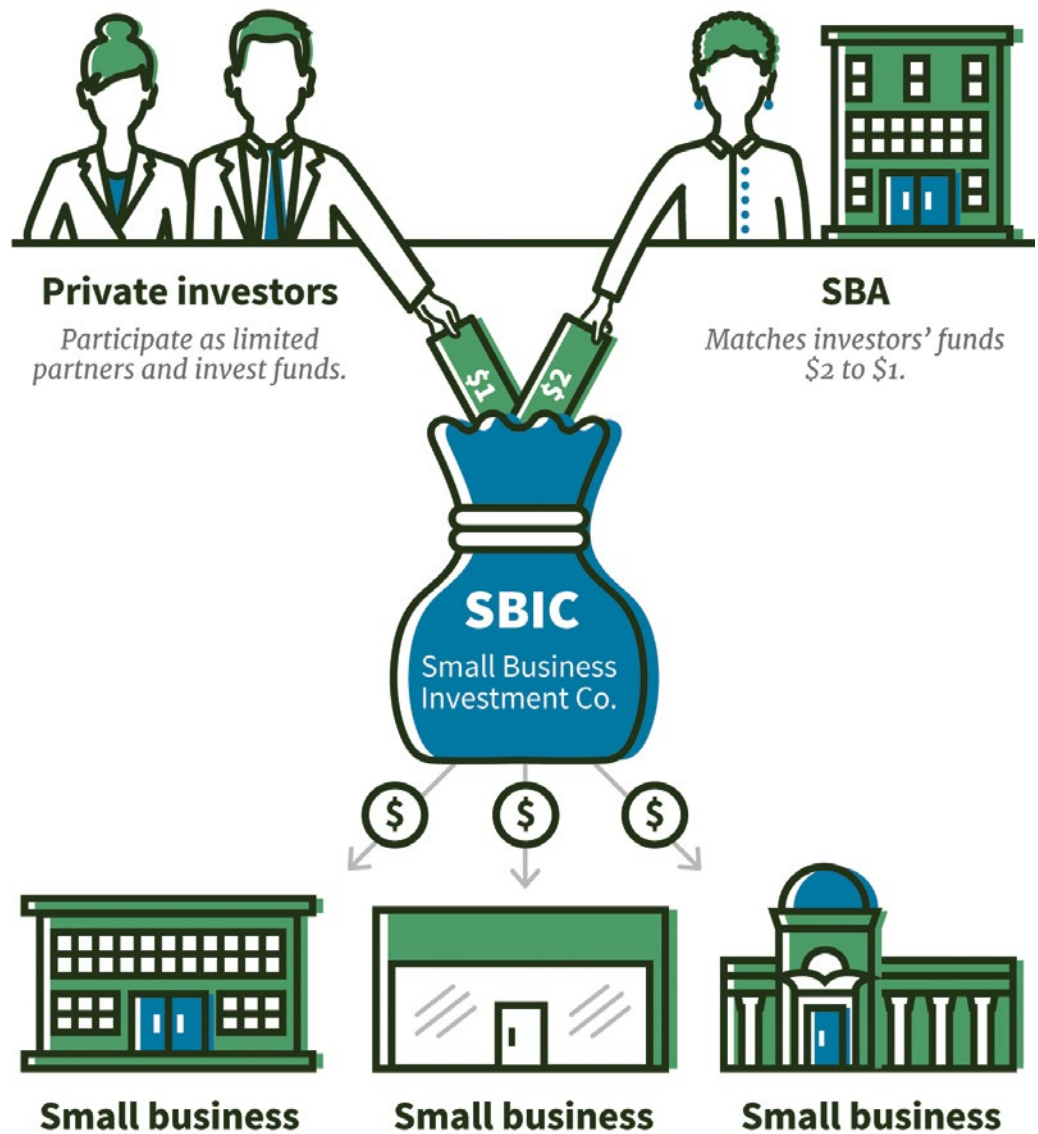 Private investors
Participate as limited
partners and invest funds.
SBA
Matches investors’ funds
$2 to $1.
$1
$2
SBIC
Small Business
Investment Co.
$
$
$
Small business
Small business
Small business